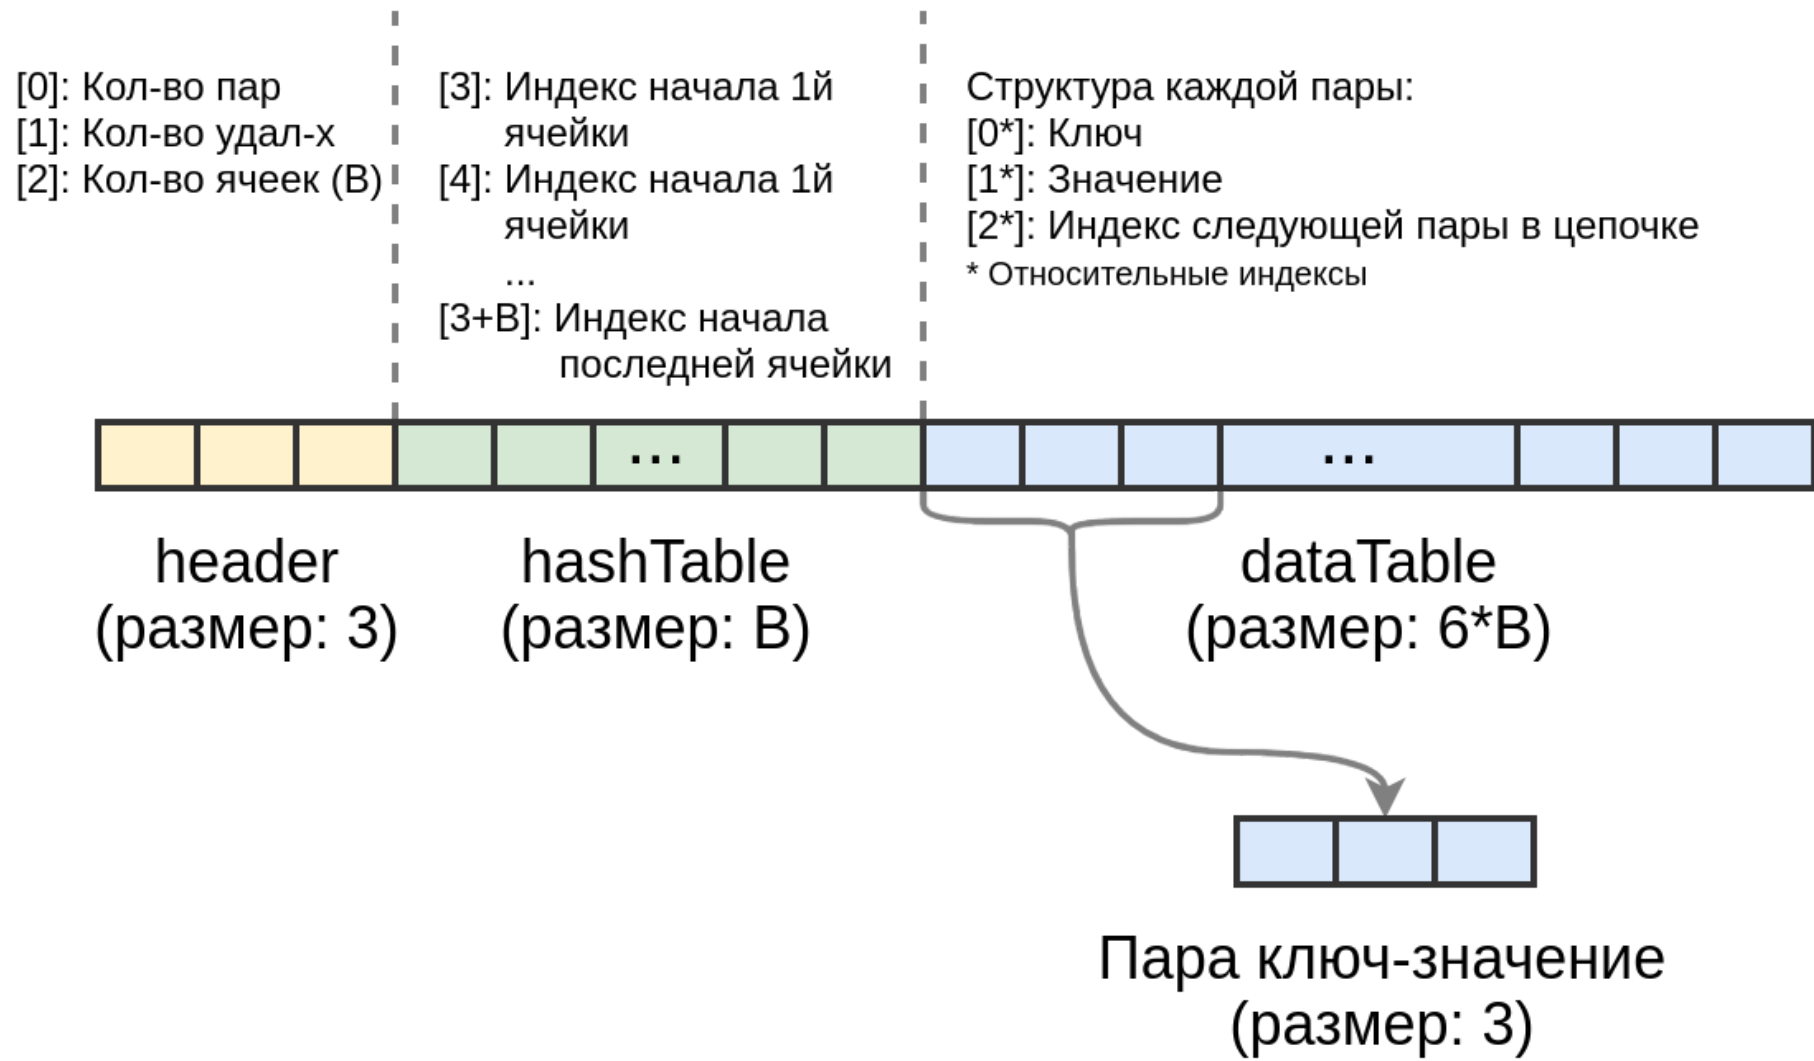 [0]: Кол-во пар
[1]: Кол-во удал-х
[2]: Кол-во ячеек (B)
[3]: Индекс начала 1й
ячейки
[4]: Индекс начала 1й
ячейки
...
[3+B]: Индекс начала
последней ячейки
Структура каждой пары:
[0*]: Ключ
[1*]: Значение
[2*]: Индекс следующей пары в цепочке
* Относительные индексы
...
...
header
(размер: 3)
hashTable
(размер: B)
dataTable
(размер: 6*B)
Пара ключ-значение
(размер: 3)